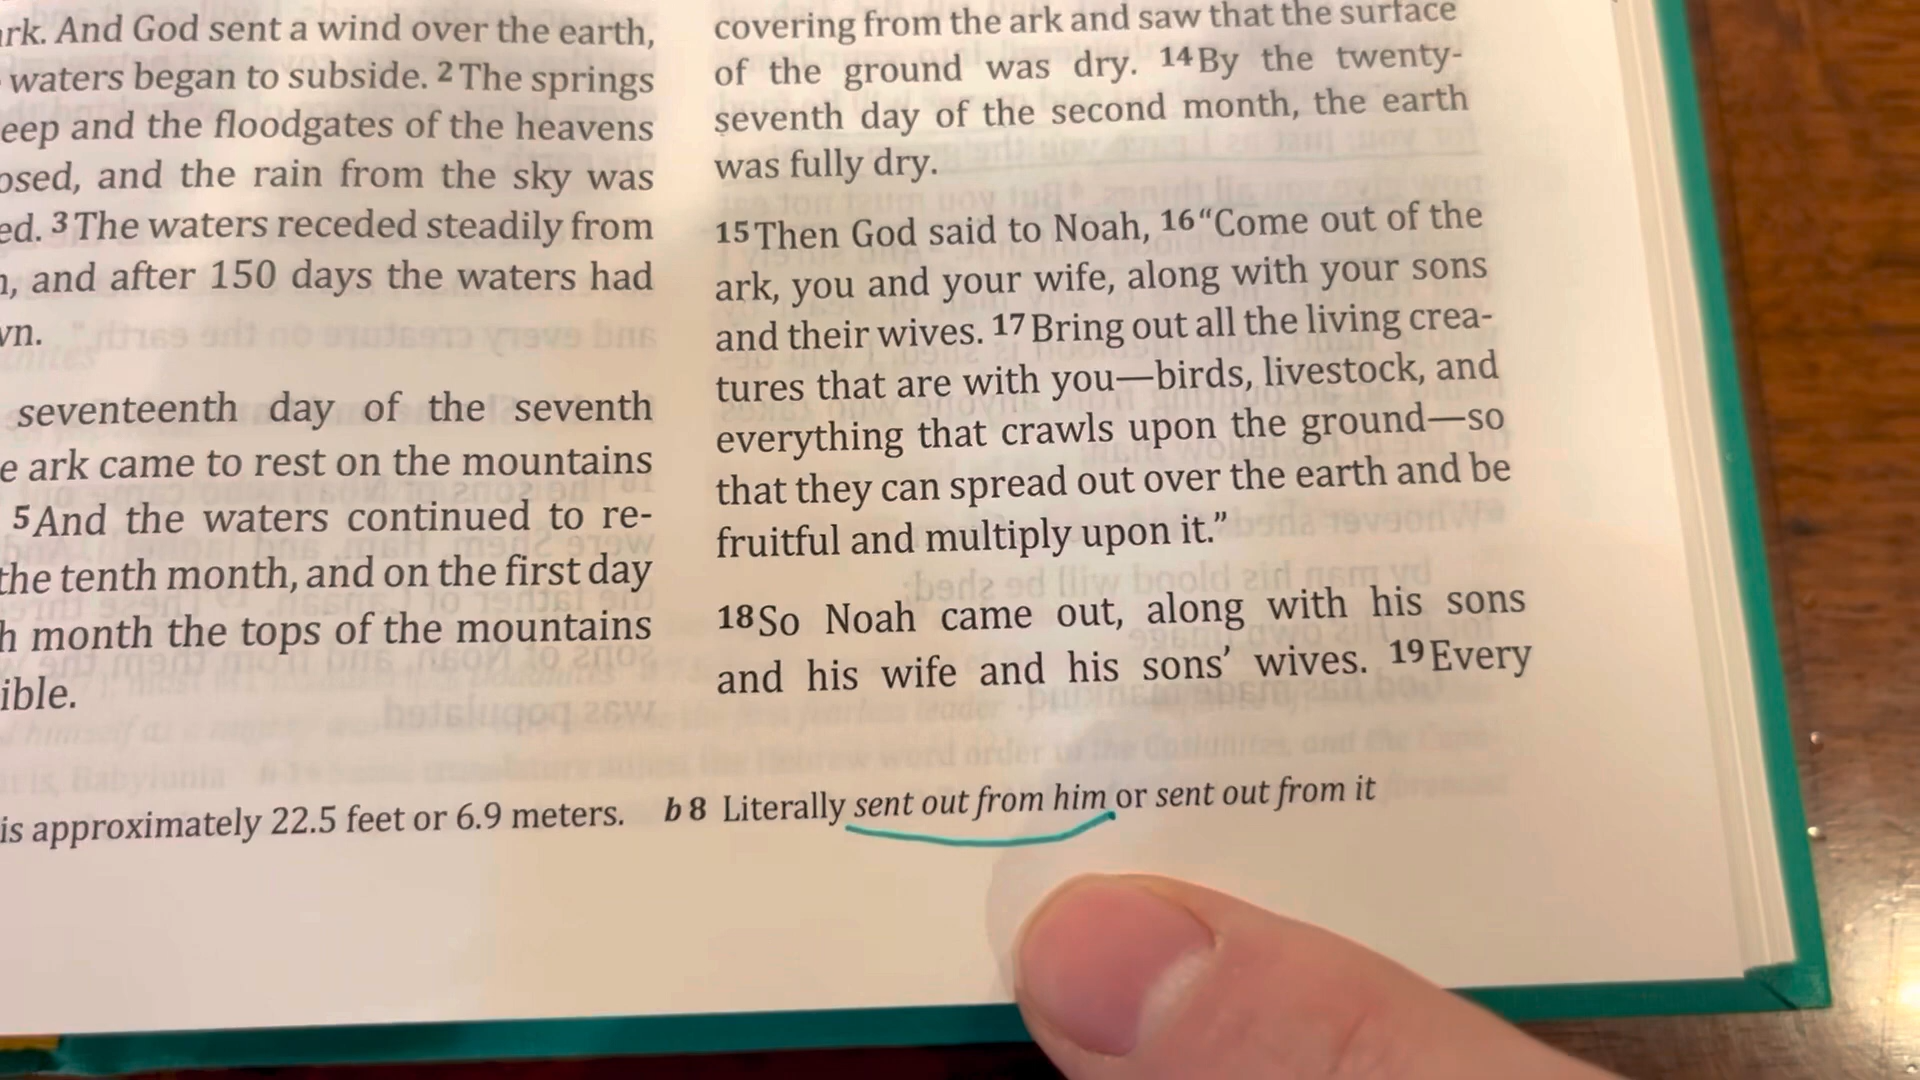 rk. And God sent a wind over the earth,
waters began to subside. 2 The springs
eep and the floodgates of the heavens
osed, and the rain from the sky was
ed. 3 The waters receded steadily from
, and after 150 days the waters had
wn.
seventeenth day of the seventh
e ark came to rest on the mountains
5 And the waters continued to re-
the tenth month, and on the first day
h month the tops of the mountains
ible.
covering from the ark and saw that the surface
of the ground was dry. 14 By the twenty-
seventh day of the second month, the earth
was fully dry.
15 Then God said to Noah, 16 “Come out of the
ark, you and your wife, along with your sons
and their wives. 17 Bring out all the living crea-
tures that are with you—birds, livestock, and
everything that crawls upon the ground—so
that they can spread out over the earth and be
fruitful and multiply upon it.”
18 So Noah came out, along with his sons
and his wife and his sons’ wives. 19 Every
is approximately 22.5 feet or 6.9 meters. b 8 Literally sent out from him or sent out from it